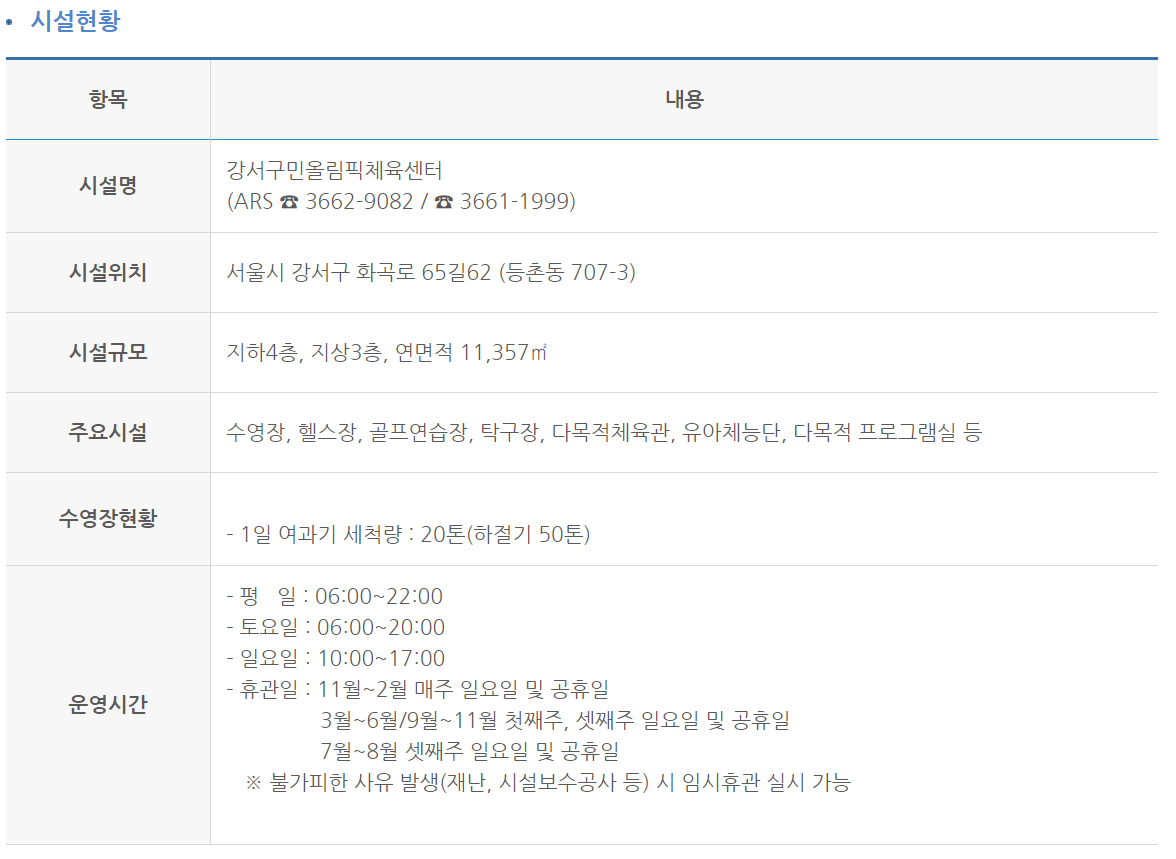 • 시설현황
항목 내용
시설명
강서구민올림픽체육센터
(ARS ☎ 3662-9082 / ☎ 3661-1999)
시설위치 서울시 강서구 화곡로 65길62 (등촌동 707-3)
시설규모 지하4층, 지상3층, 연면적 11,357㎡
주요시설 수영장, 헬스장, 골프연습장, 탁구장, 다목적체육관, 유아체능단, 다목적 프로그램실 등
수영장현황
- 1일 여과기 세척량 : 20톤(하절기 50톤)
운영시간
- 평 일 : 06:00~22:00
- 토요일 : 06:00~20:00
- 일요일 : 10:00~17:00
- 휴관일 : 11월~2월 매주 일요일 및 공휴일
3월~6월/9월~11월 첫째주, 셋째주 일요일 및 공휴일
7월~8월 셋째주 일요일 및 공휴일
※ 불가피한 사유 발생(재난, 시설보수공사 등) 시 임시휴관 실시 가능